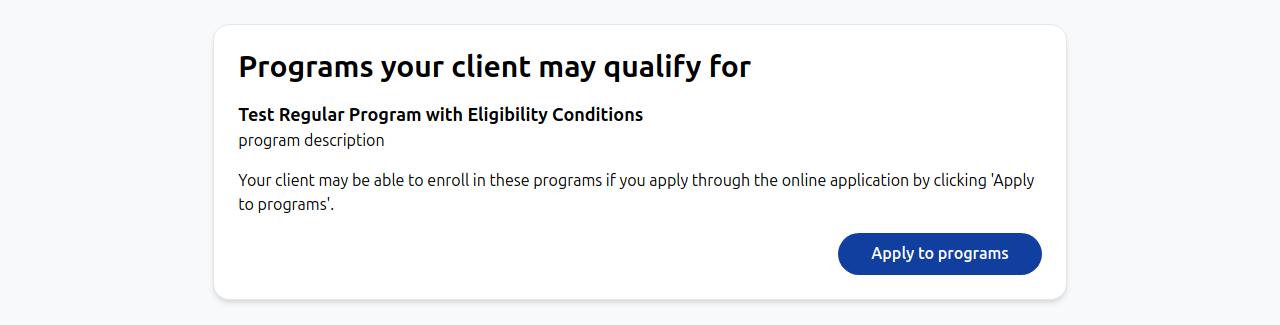 Programs your client may qualify for
Test Regular Program with Eligibility Conditions
program description
Your client may be able to enroll in these programs if you apply through the online application by clicking 'Apply
to programs'.
Apply to programs